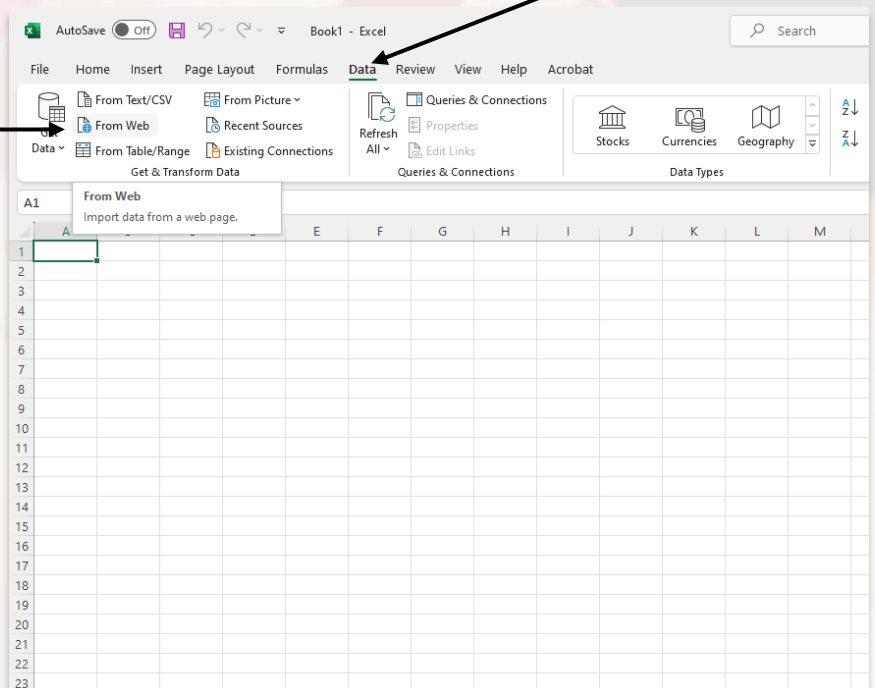 AutoSave Off Book1 - Excel Search
File Home Insert Page Layout Formulas Data Review View Help Acrobat
From Text/CSV From Picture Queries & Connections
From Web Recent Sources Refresh Properties Stocks Currencies Geography
Data From Table/Range Existing Connections All Edit Links
Get & Transform Data Queries & Connections Data Types
A1
From Web
Import data from a web page.
A E F G H I J K L M
1
2
3
4
5
6
7
8
9
10
11
12
13
14
15
16
17
18
19
20
21
22
23